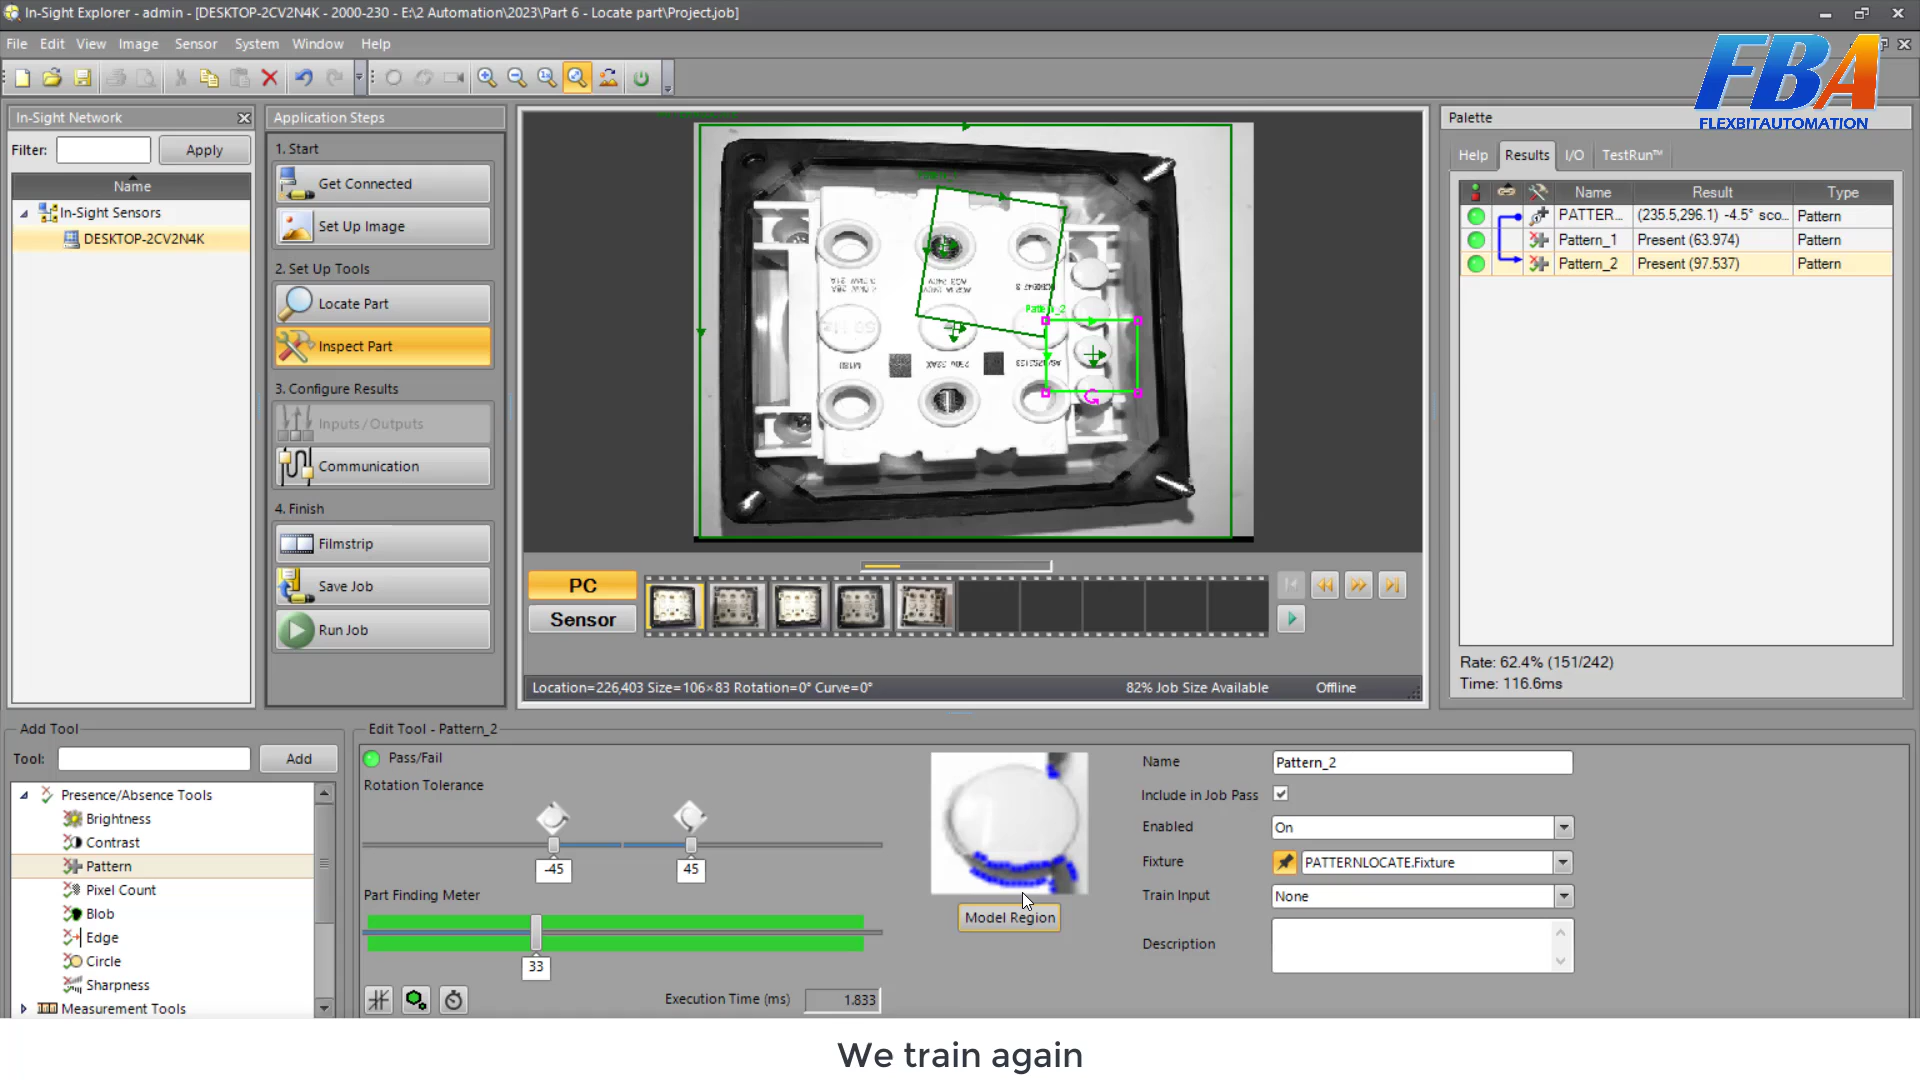 In-Sight Explorer - admin - [DESKTOP-2CV2N4K - 2000-230 - E:\2 Automation\2023\Part 6 - Locate part\Project.job]
File Edit View Image Sensor System Window Help
FBA
FLEXBITAUTOMATION
In-Sight Network
Filter:
Apply
Name
In-Sight Sensors
DESKTOP-2CV2N4K
Application Steps
1. Start
Get Connected
Set Up Image
2. Set Up Tools
Locate Part
Inspect Part
3. Configure Results
Inputs/Outputs
Communication
4. Finish
Filmstrip
Save Job
Run Job
Pattern_2
PC
Sensor
Location=226,403 Size=106×83 Rotation=0° Curve=0°
82% Job Size Available
Offline
Palette
Help Results I/O TestRun™
Name Result Type
PATTER... (235.5,296.1) -4.5° sco... Pattern
Pattern_1 Present (63.974) Pattern
Pattern_2 Present (97.537) Pattern
Rate: 62.4% (151/242)
Time: 116.6ms
Add Tool
Tool:
Add
Presence/Absence Tools
Brightness
Contrast
Pattern
Pixel Count
Blob
Edge
Circle
Sharpness
Measurement Tools
Edit Tool - Pattern_2
Pass/Fail
Rotation Tolerance
-45
45
Part Finding Meter
33
Execution Time (ms)
1.833
Model Region
Name
Pattern_2
Include in Job Pass
Enabled
On
Fixture
PATTERNLOCATE.Fixture
Train Input
None
Description
We train again